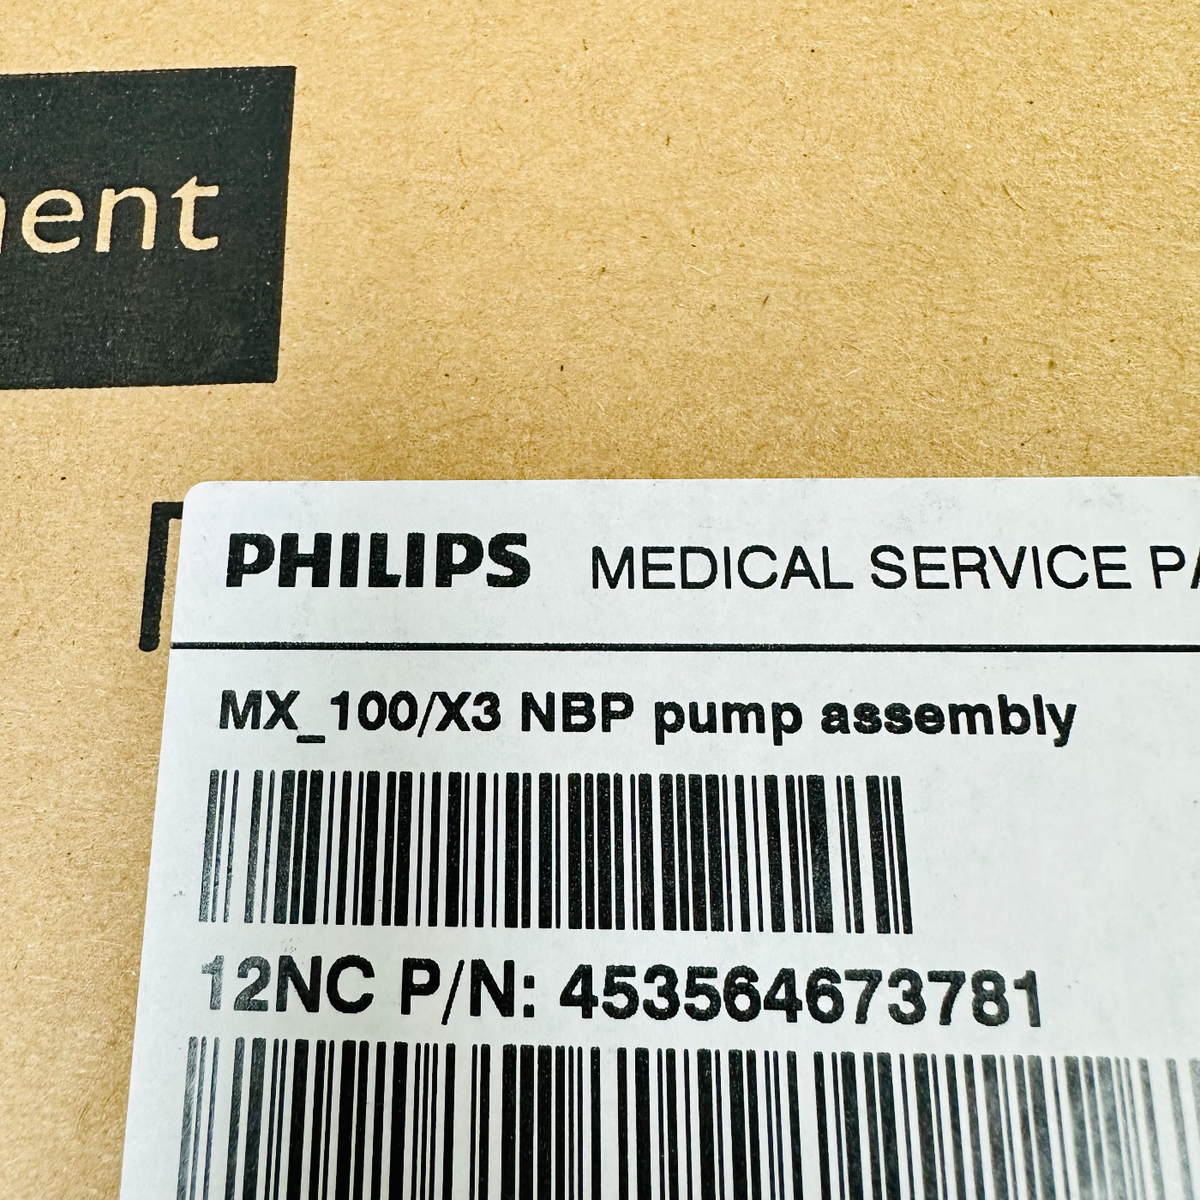 PHILIPS MEDICAL SERVICE
MX_100/X3 NBP pump assembly
12NC P/N: 453564673781